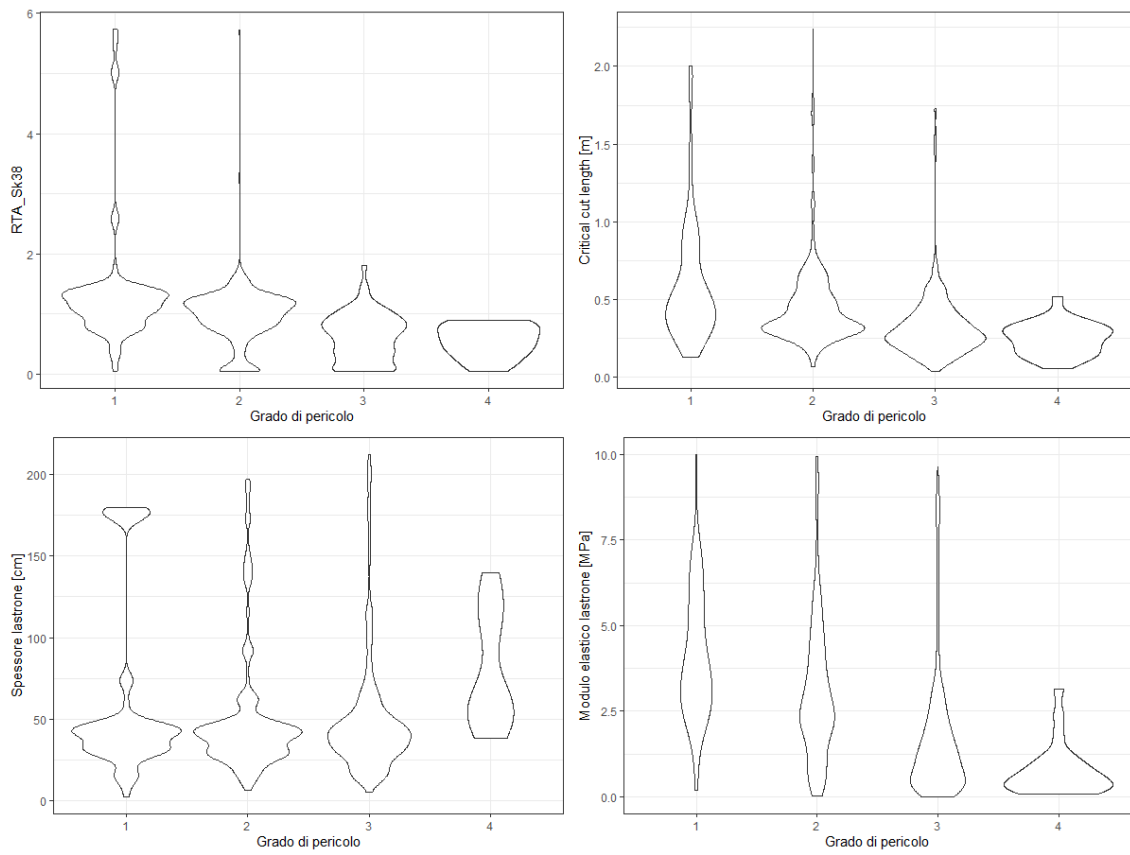 RTA_Sk38
6
4
2
0
1 2 3 4
Grado di pericolo
Critical cut length [m]
2.0
1.5
1.0
0.5
0.0
1 2 3 4
Grado di pericolo
Spessore lastrone [cm]
200
150
100
50
0
1 2 3 4
Grado di pericolo
Modulo elastico lastrone [MPa]
10.0
7.5
5.0
2.5
0.0
1 2 3 4
Grado di pericolo